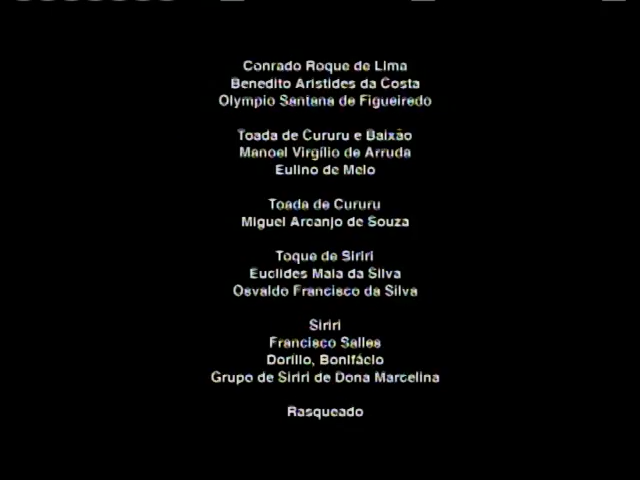 Conrado Roque de Lima
Benedito Aristides da Costa
Olympio Santana de Figueiredo
Toada de Cururu e Baixão
Manoel Virgílio de Arruda
Eulino de Melo
Toada de Cururu
Miguel Arcanjo de Souza
Toque de Siriri
Euclides Maia da Silva
Osvaldo Francisco da Silva
Siriri
Francisco Salles
Dorilio, Bonifácio
Grupo de Siriri de Dona Marcelina
Rasqueado